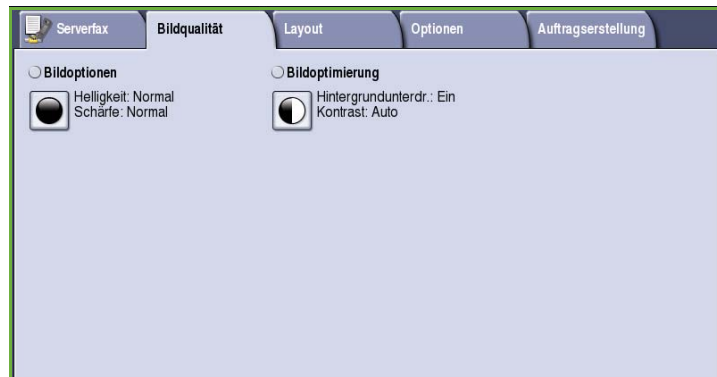 Serverfax
Bildqualität
Layout
Optionen
Auftragserstellung
Bildoptionen
Helligkeit: Normal
Schärfe: Normal
Bildoptimierung
Hintergrundunterdr.: Ein
Kontrast: Auto